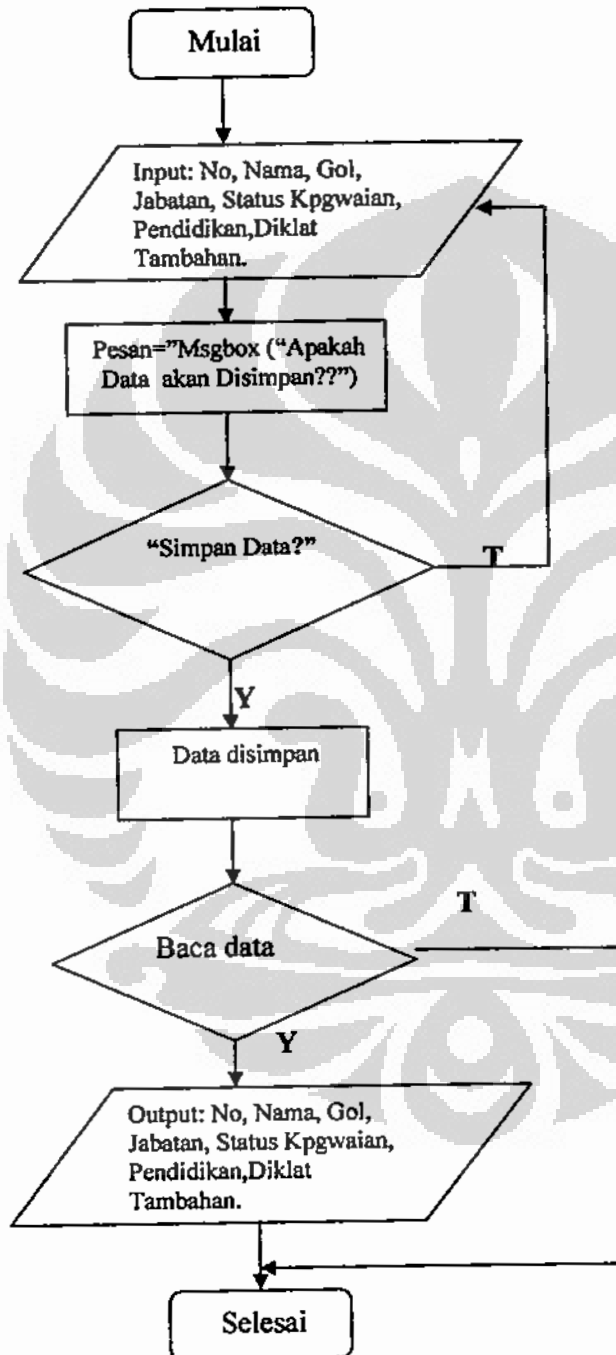 Mulai
Input: No, Nama, Gol,
Jabatan, Status Kpgwaian,
Pendidikan,Diklat
Tambahan.
Pesan=”Msgbox (“Apakah
Data akan Disimpan??”)
“Simpan Data?”
T
Y
Data disimpan
T
Baca data
Y
Output: No, Nama, Gol,
Jabatan, Status Kpgwaian,
Pendidikan,Diklat
Tambahan.
Selesai